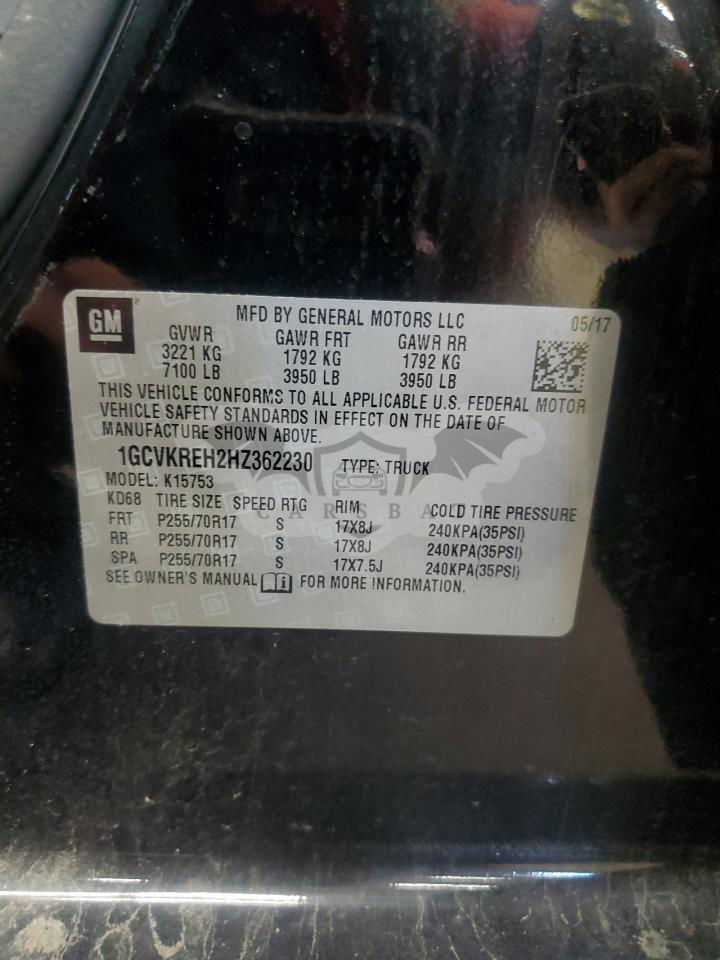 GM
MFD BY GENERAL MOTORS LLC 05/17
GVWR GAWR FRT GAWR RR
3221 KG 1792 KG 1792 KG
7100 LB 3950 LB 3950 LB
THIS VEHICLE CONFORMS TO ALL APPLICABLE U.S. FEDERAL MOTOR
VEHICLE SAFETY STANDARDS IN EFFECT ON THE DATE OF
MANUFACTURE SHOWN ABOVE.
1GCVKREH2HZ362230 TYPE: TRUCK
MODEL: K15753
KD68 TIRE SIZE SPEED RTG RIM COLD TIRE PRESSURE
FRT P255/70R17 S 17X8J 240KPA(35PSI)
RR P255/70R17 S 17X8J 240KPA(35PSI)
SPA P255/70R17 S 17X7.5J 240KPA(35PSI)
SEE OWNER'S MANUAL FOR MORE INFORMATION.